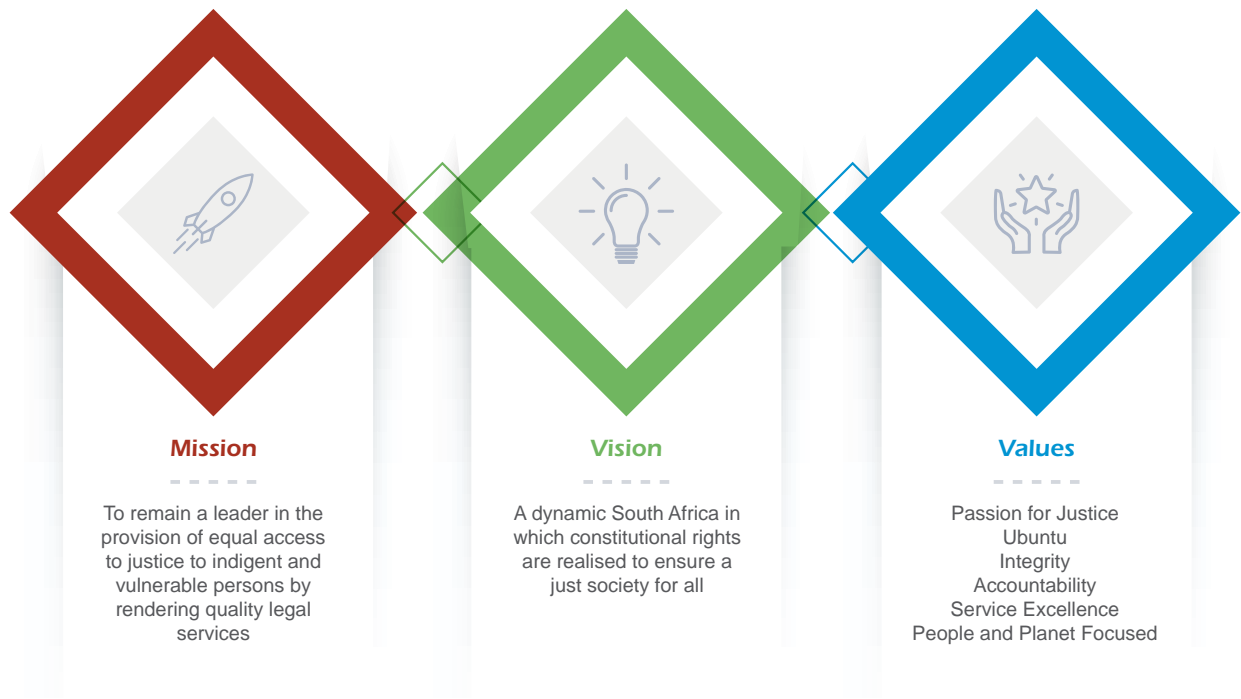 Mission
To remain a leader in the
provision of equal access
to justice to indigent and
vulnerable persons by
rendering quality legal
services
Vision
A dynamic South Africa in
which constitutional rights
are realised to ensure a
just society for all
Values
Passion for Justice
Ubuntu
Integrity
Accountability
Service Excellence
People and Planet Focused